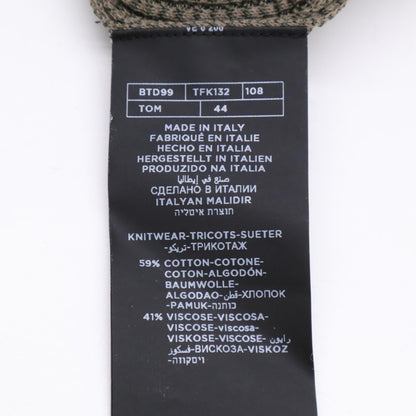 BTD99 TFK132 108
TOM 44
MADE IN ITALY
FABRIQUÉ EN ITALIE
HECHO EN ITALIA
HERGESTELLT IN ITALIEN
PRODUZIDO NA ITALIA
صنع في إيطاليا
СДЕЛАНО В ИТАЛИИ
ITALYAN MALIDIR
תוצרת איטליה
KNITWEAR-TRICOTS-SUETER
-تريكو-ТРИКОТАЖ
59% COTTON-COTONE-
COTON-ALGODÓN-
BAUMWOLLE-
ALGODAO-قطن-ХЛОПОК
-PAMUK-כותנה
41% VISCOSE-VISCOSA-
VISCOSE-viscosa-
VISKOSE-VISCOSE-رايون
فسكوز-ВИСКОЗА-VISKOZ
ויסקוזה-